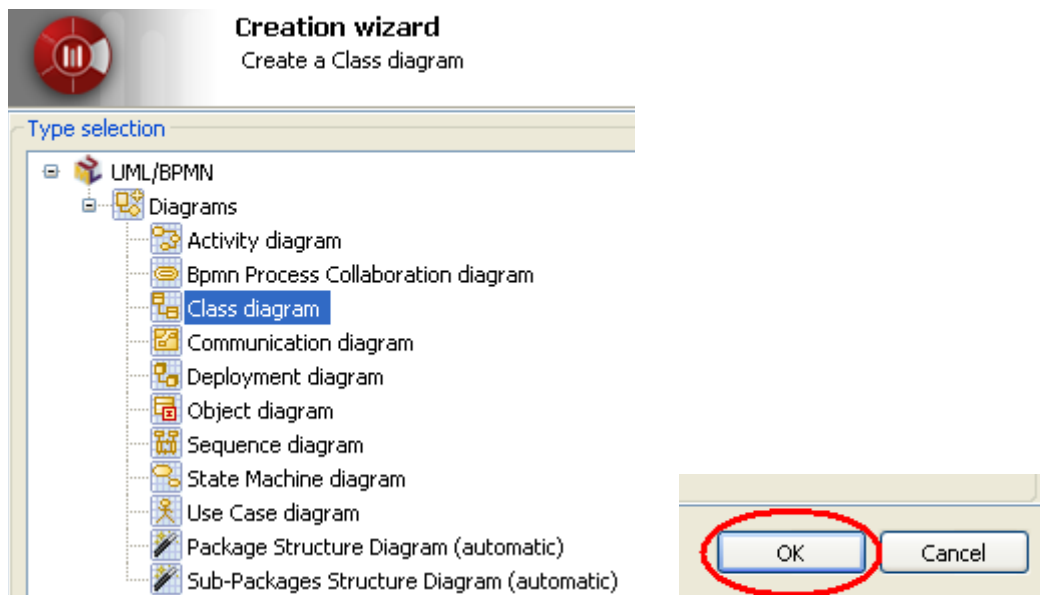 Creation wizard
Create a Class diagram
Type selection
UML/BPMN
Diagrams
Activity diagram
Bpmn Process Collaboration diagram
Class diagram
Communication diagram
Deployment diagram
Object diagram
Sequence diagram
State Machine diagram
Use Case diagram
Package Structure Diagram (automatic)
Sub-Packages Structure Diagram (automatic)
OK Cancel